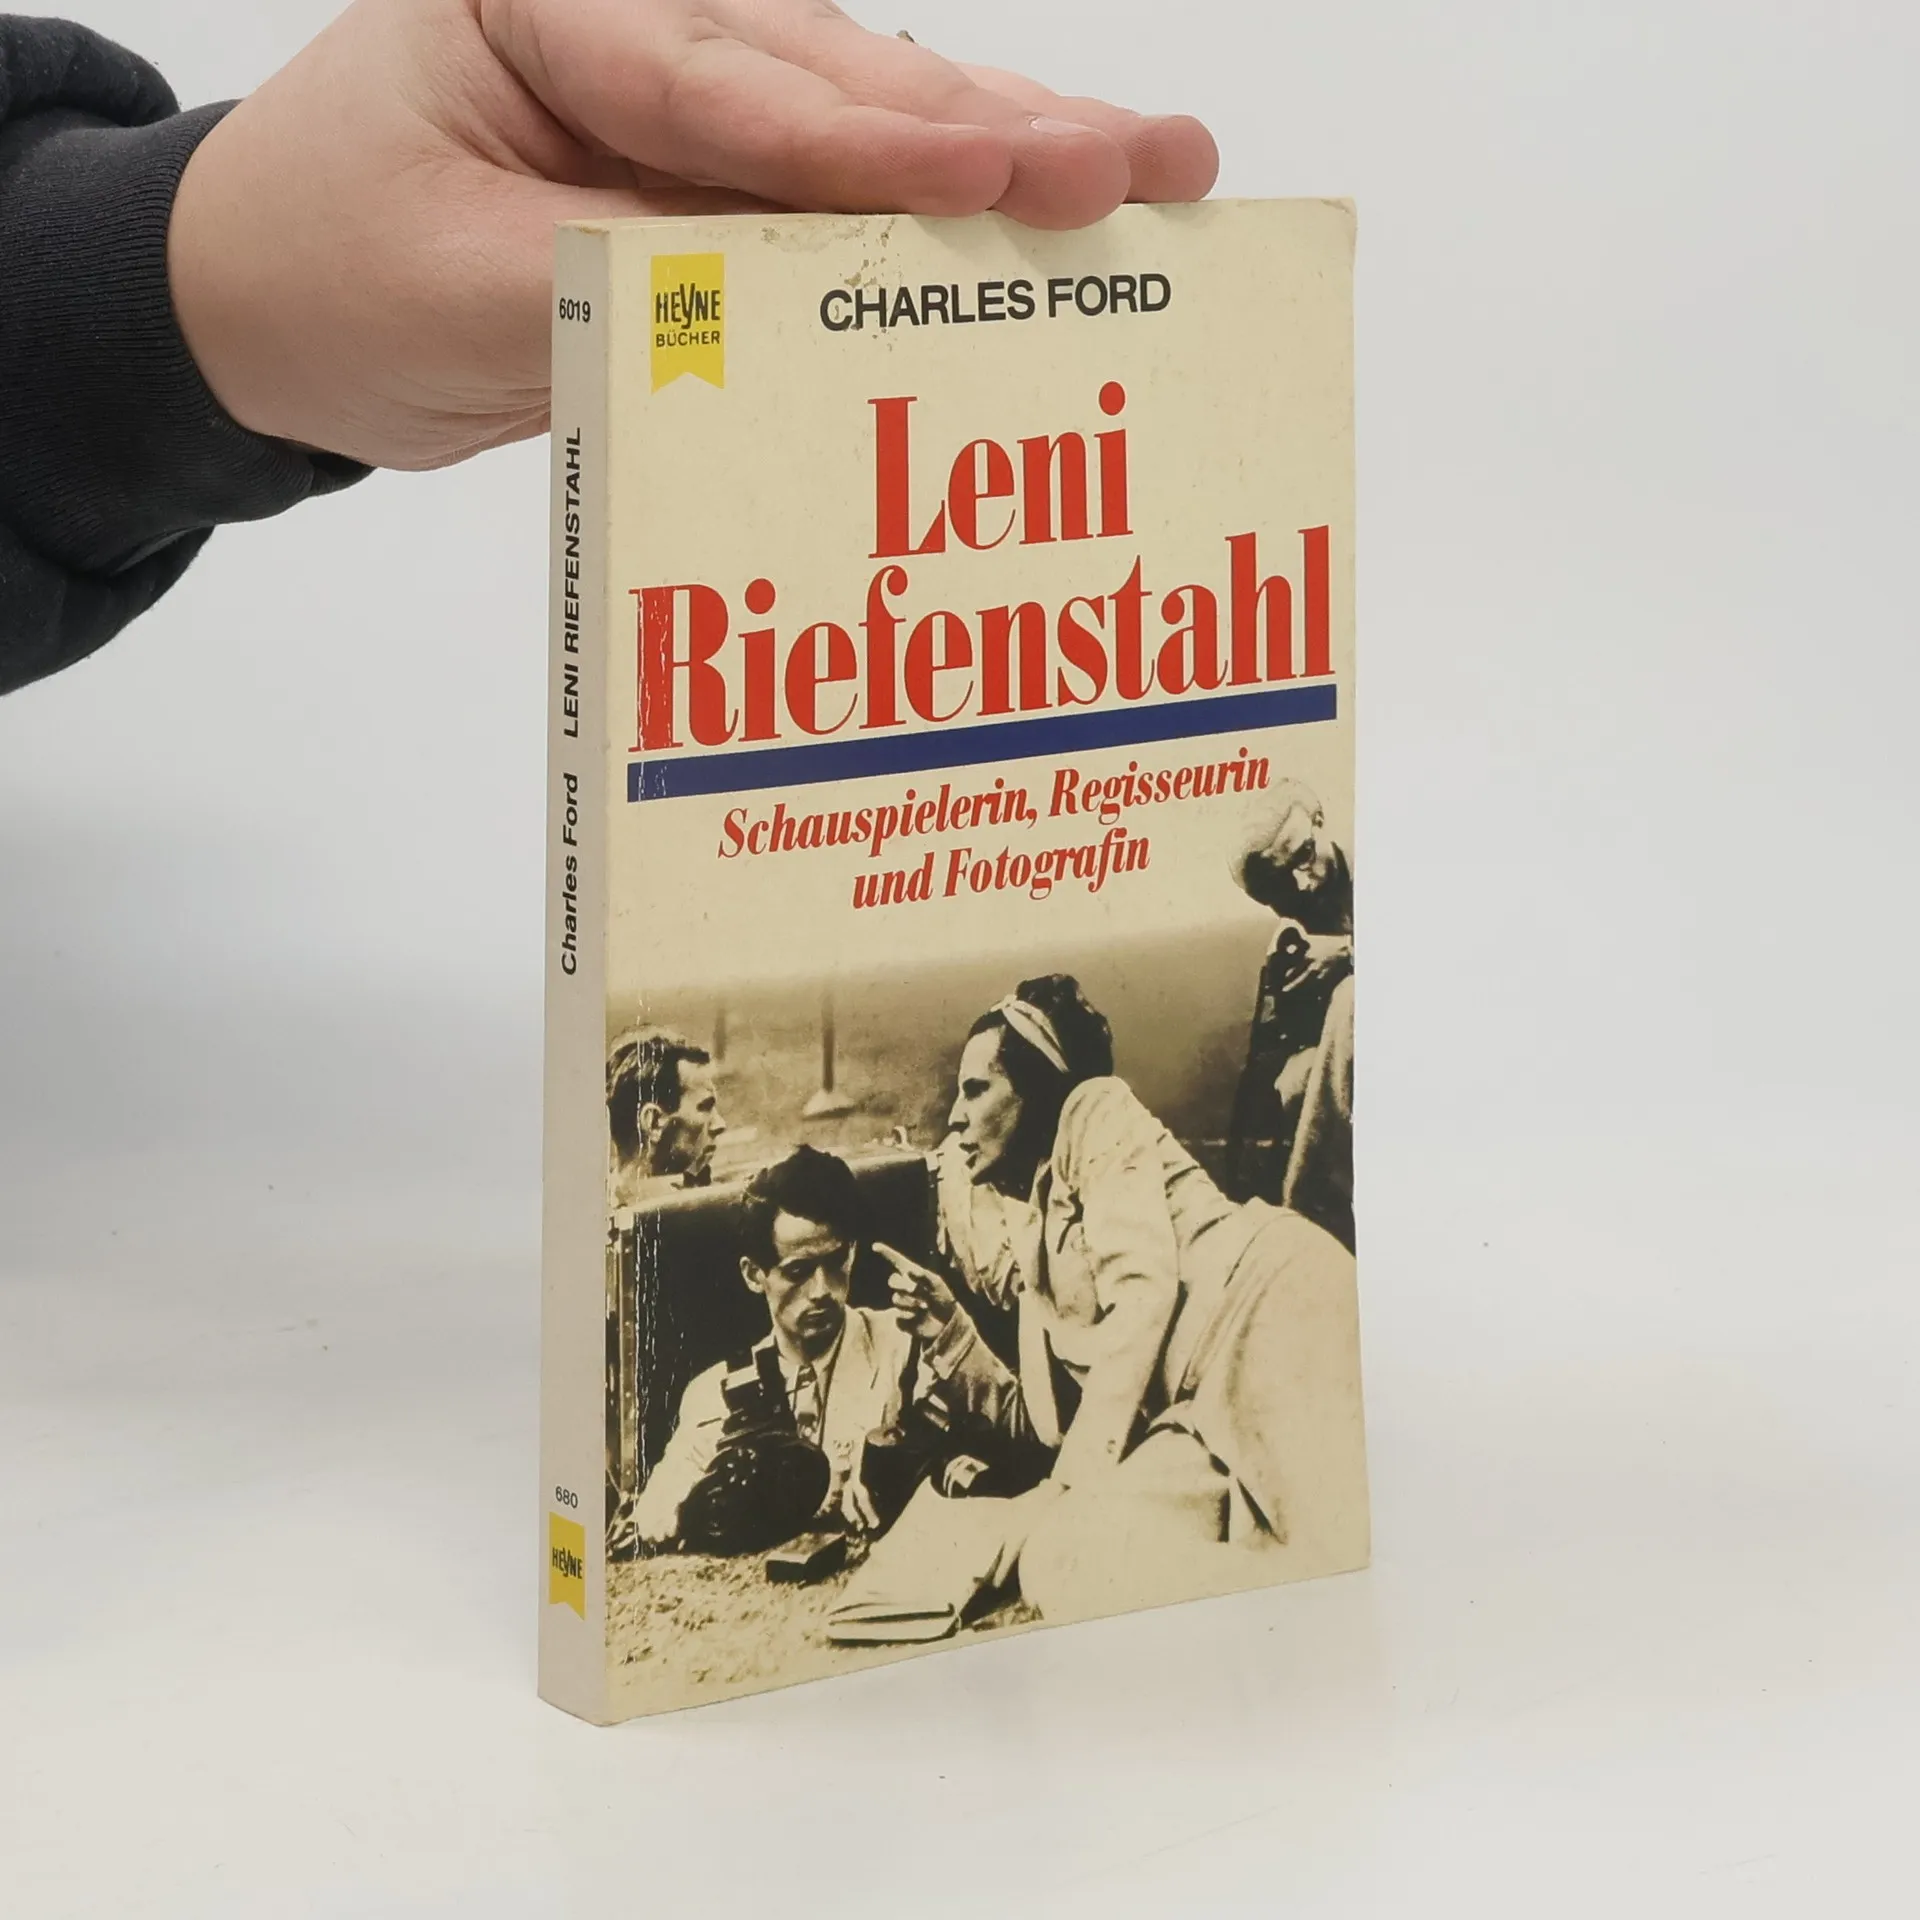 6019
Charles Ford LENI RIEFENSTAHL
680
HEYNE
HEYNE
BÜCHER
CHARLES FORD
Leni
Riefenstahl
Schauspielerin, Regisseurin
und Fotografin